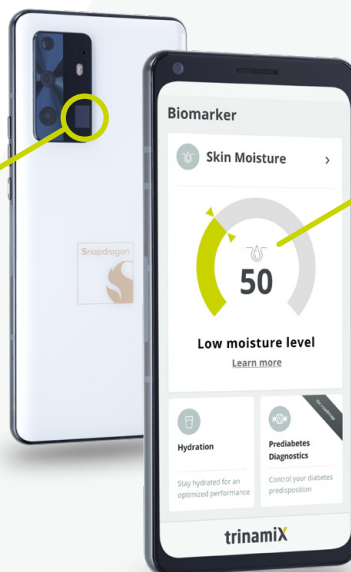 Snapdragon
Biomarker
Skin Moisture
50
Low moisture level
Learn more
Hydration
Stay hydrated for an
optimized performance
Prediabetes
Diagnostics
Control your diabetes
predisposition
trinamiX